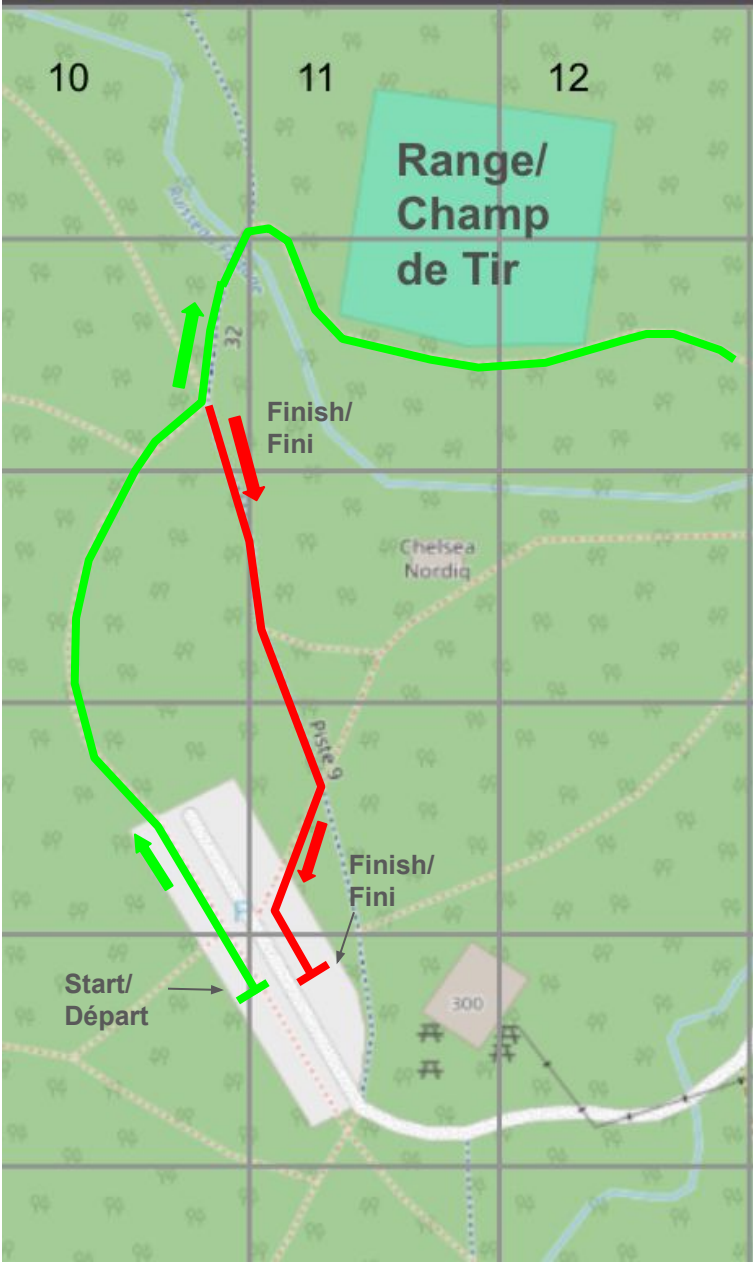 10
11
12
Range/
Champ
de Tir
Ruisseau
32
Finish/
Fini
Chelsea
Nordiq
Piste 9
Finish/
Fini
P
Start/
Départ
300